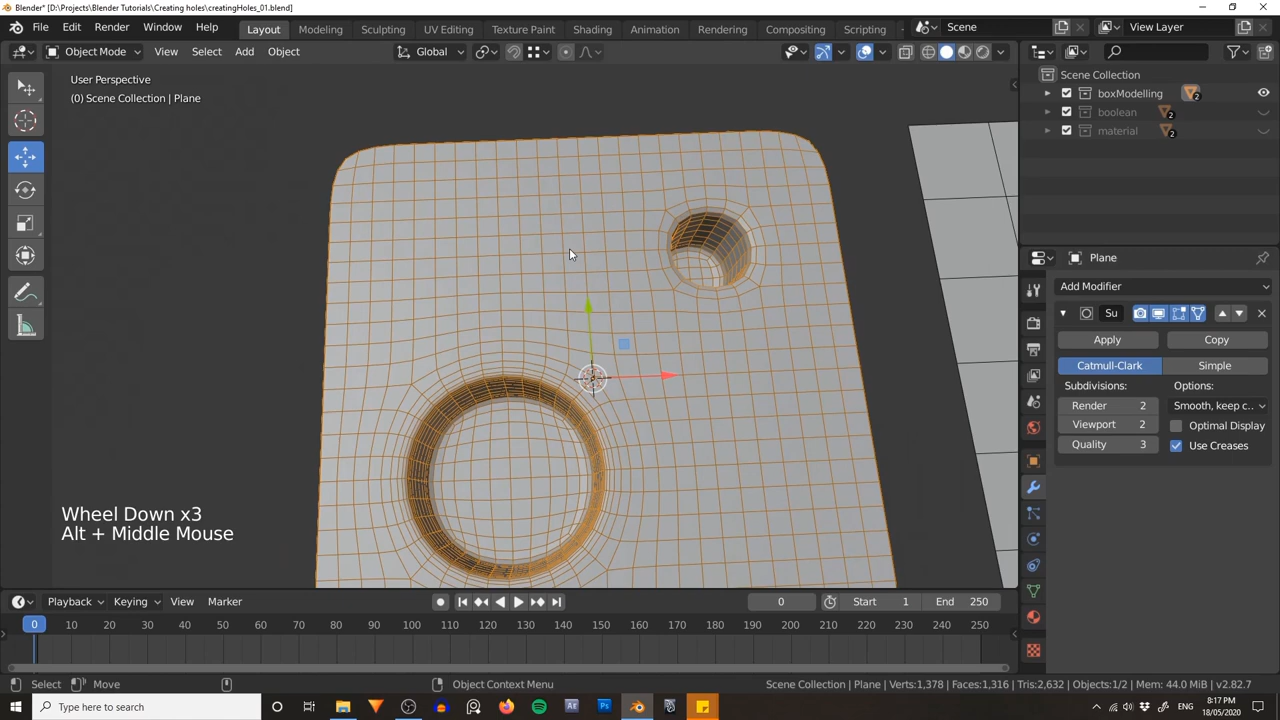 Blender* [D:\Projects\Blender Tutorials\Creating holes\creatingHoles_01.blend]
File Edit Render Window Help Layout Modeling Sculpting UV Editing Texture Paint Shading Animation Rendering Compositing Scripting Scene View Layer
Object Mode View Select Add Object Global
User Perspective
(0) Scene Collection | Plane
Scene Collection
boxModelling 2
boolean 2
material 2
Plane
Add Modifier
Su
Apply Copy
Catmull-Clark Simple
Subdivisions: Options:
Render 2 Smooth, keep c..
Viewport 2 Optimal Display
Quality 3 Use Creases
Wheel Down x3
Alt + Middle Mouse
Playback Keying View Marker 0 Start 1 End 250
0 10 20 30 40 50 60 70 80 90 100 110 120 130 140 150 160 170 180 190 200 210 220 230 240 250
Select Move Object Context Menu Scene Collection | Plane | Verts:1,378 | Faces:1,316 | Tris:2,632 | Objects:1/2 | Mem: 44.0 MiB | v2.82.7
Type here to search
ENG
8:17 PM
18/05/2020